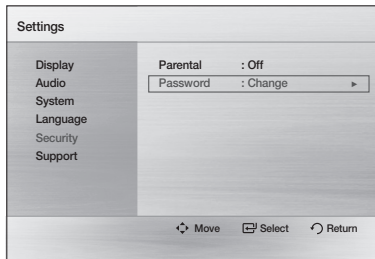 Settings
Display
Audio
System
Language
Security
Support
Parental : Off
Password : Change ►
Move Select Return